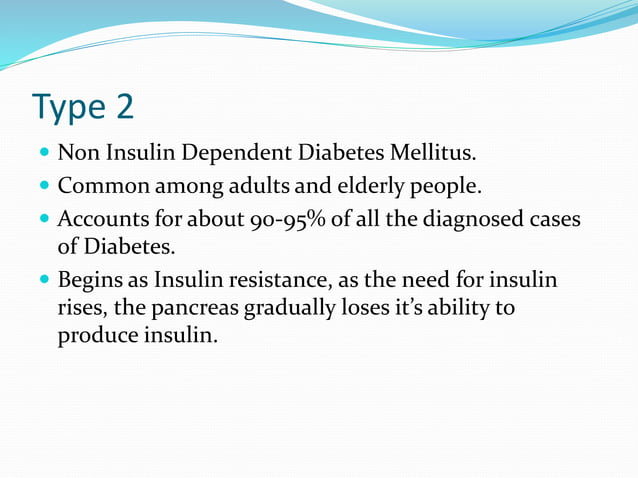 Type 2
Non Insulin Dependent Diabetes Mellitus.
Common among adults and elderly people.
Accounts for about 90-95% of all the diagnosed cases
of Diabetes.
Begins as Insulin resistance, as the need for insulin
rises, the pancreas gradually loses it’s ability to
produce insulin.